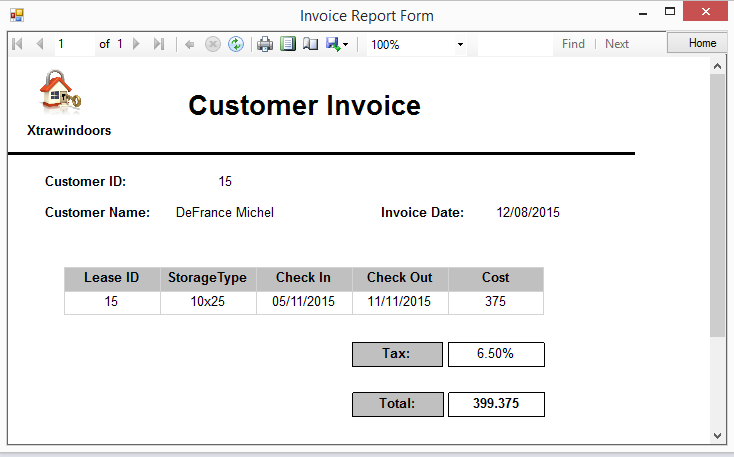 Invoice Report Form
1 of 1 100% Find | Next Home
Customer Invoice
Xtrawindoors
Customer ID: 15
Customer Name: DeFrance Michel Invoice Date: 12/08/2015
Lease ID StorageType Check In Check Out Cost
15 10x25 05/11/2015 11/11/2015 375
Tax: 6.50%
Total: 399.375